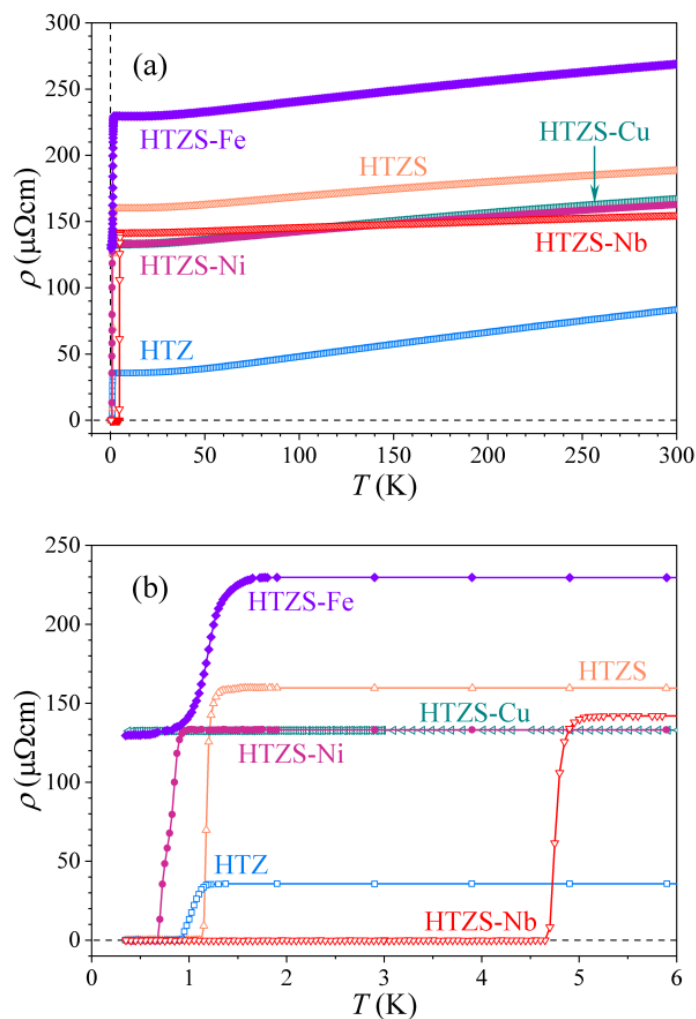 300
(a)
250
HTZS-Cu
HTZS-Fe
HTZS
200
150
HTZS-Nb
HTZS-Ni
100
HTZ
50
0
ρ (μΩcm)
0 50 100 150 200 250 300
T (K)
250
(b)
HTZS-Fe
200
HTZS
150
HTZS-Cu
HTZS-Ni
100
HTZ
50
HTZS-Nb
0
ρ (μΩcm)
0 1 2 3 4 5 6
T (K)